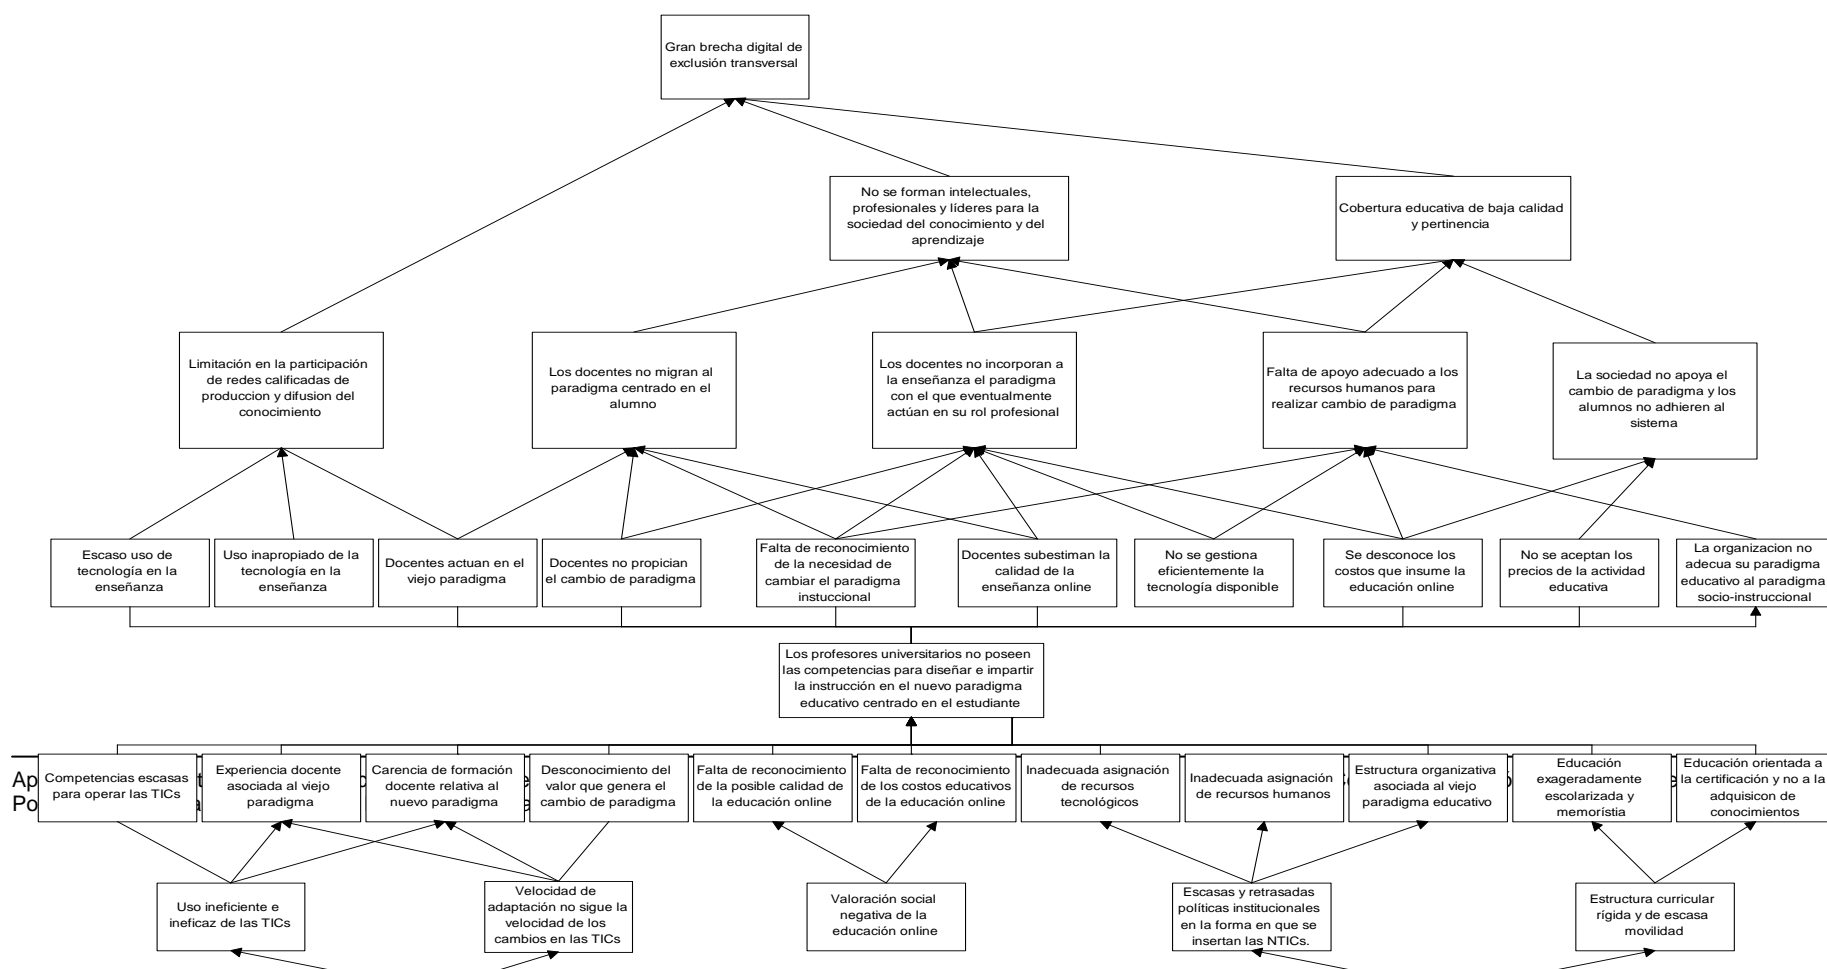 Gran brecha digital de
exclusión transversal
No se forman intelectuales,
profesionales y líderes para la
sociedad del conocimiento y del
aprendizaje
Cobertura educativa de baja calidad
y pertinencia
Limitación en la participación
de redes calificadas de
produccion y difusion del
conocimiento
Los docentes no migran al
paradigma centrado en el
alumno
Los docentes no incorporan a
la enseñanza el paradigma
con el que eventualmente
actúan en su rol profesional
Falta de apoyo adecuado a los
recursos humanos para
realizar cambio de paradigma
La sociedad no apoya el
cambio de paradigma y los
alumnos no adhieren al
sistema
Escaso uso de
tecnología en la
enseñanza
Uso inapropiado de la
tecnología en la
enseñanza
Docentes actuan en el
viejo paradigma
Docentes no propician
el cambio de paradigma
Falta de reconocimiento
de la necesidad de
cambiar el paradigma
instuccional
Docentes subestiman la
calidad de la
enseñanza online
No se gestiona
eficientemente la
tecnología disponible
Se desconoce los
costos que insume la
educación online
No se aceptan los
precios de la actividad
educativa
La organizacion no
adecua su paradigma
educativo al paradigma
socio-instruccional
Los profesores universitarios no poseen
las competencias para diseñar e impartir
la instrucción en el nuevo paradigma
educativo centrado en el estudiante
Competencias escasas
para operar las TICs
Experiencia docente
asociada al viejo
paradigma
Carencia de formación
docente relativa al
nuevo paradigma
Desconocimiento del
valor que genera el
cambio de paradigma
Falta de reconocimiento
de la posible calidad de
la educación online
Falta de reconocimiento
de los costos educativos
de la educación online
Inadecuada asignación
de recursos
tecnológicos
Inadecuada asignación
de recursos humanos
Estructura organizativa
asociada al viejo
paradigma educativo
Educación
exageradamente
escolarizada y
memorístia
Educación orientada a
la certificación y no a la
adquisicon de
conocimientos
Uso ineficiente e
ineficaz de las TICs
Velocidad de
adaptación no sigue la
velocidad de los
cambios en las TICs
Valoración social
negativa de la
educación online
Escasas y retrasadas
políticas institucionales
en la forma en que se
insertan las NTICs.
Estructura curricular
rígida y de escasa
movilidad